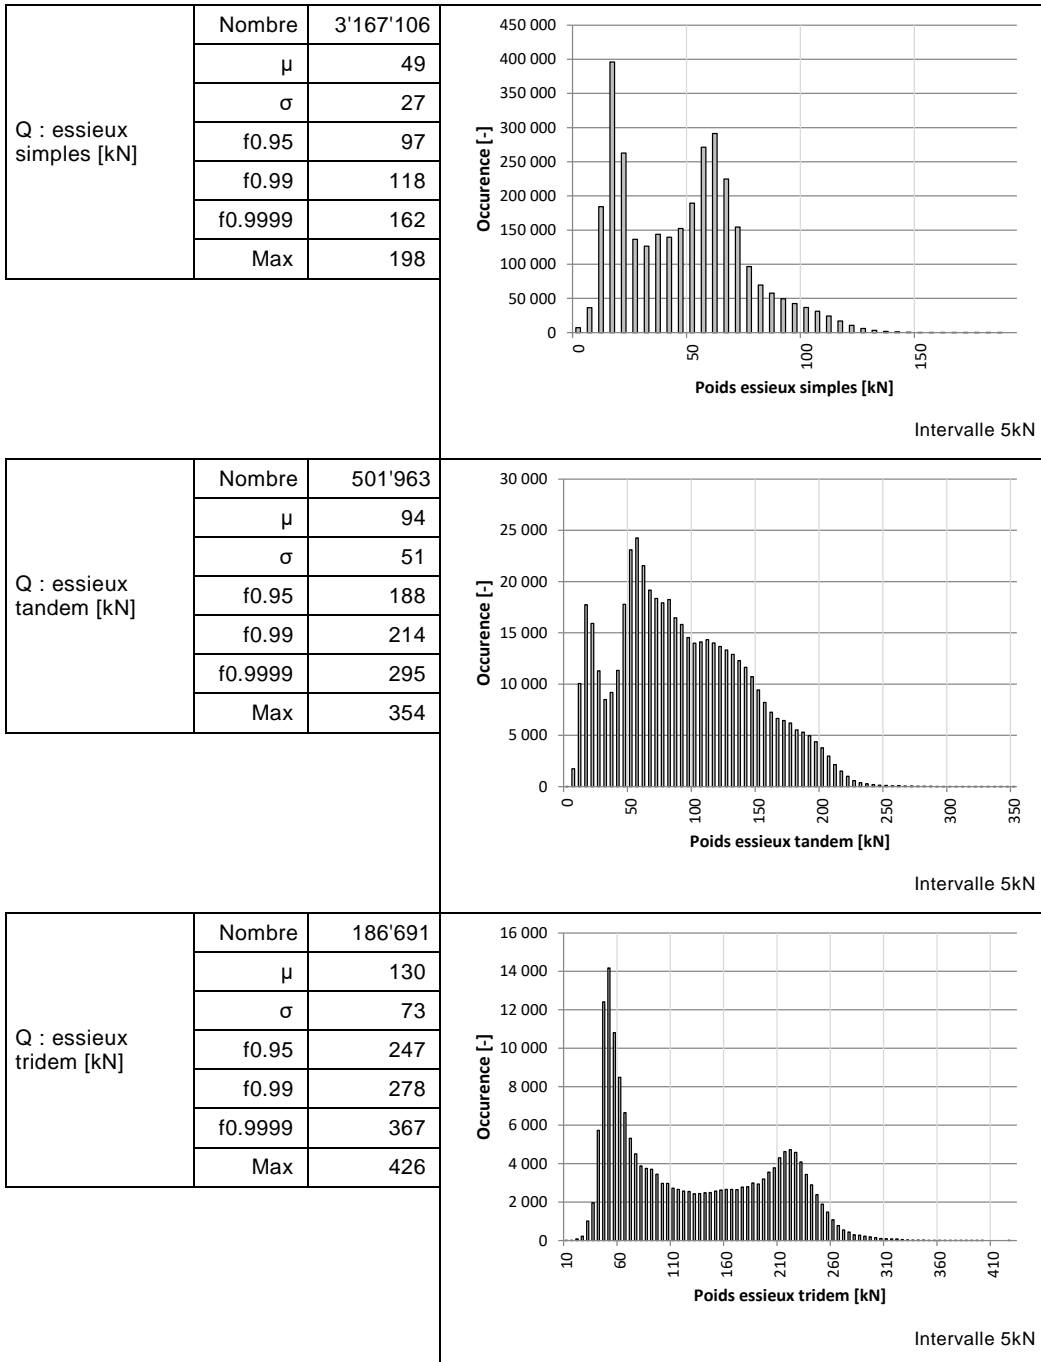 Q : essieux
simples [kN]
Nombre 3'167'106
μ 49
σ 27
f0.95 97
f0.99 118
f0.9999 162
Max 198
450 000
400 000
350 000
300 000
250 000
200 000
150 000
100 000
50 000
0
Occurence [-]
0 50 100 150
Poids essieux simples [kN]
Intervalle 5kN
Q : essieux
tandem [kN]
Nombre 501'963
μ 94
σ 51
f0.95 188
f0.99 214
f0.9999 295
Max 354
30 000
25 000
20 000
15 000
10 000
5 000
0
Occurence [-]
0 50 100 150 200 250 300 350
Poids essieux tandem [kN]
Intervalle 5kN
Q : essieux
tridem [kN]
Nombre 186'691
μ 130
σ 73
f0.95 247
f0.99 278
f0.9999 367
Max 426
16 000
14 000
12 000
10 000
8 000
6 000
4 000
2 000
0
Occurence [-]
10 60 110 160 210 260 310 360 410
Poids essieux tridem [kN]
Intervalle 5kN